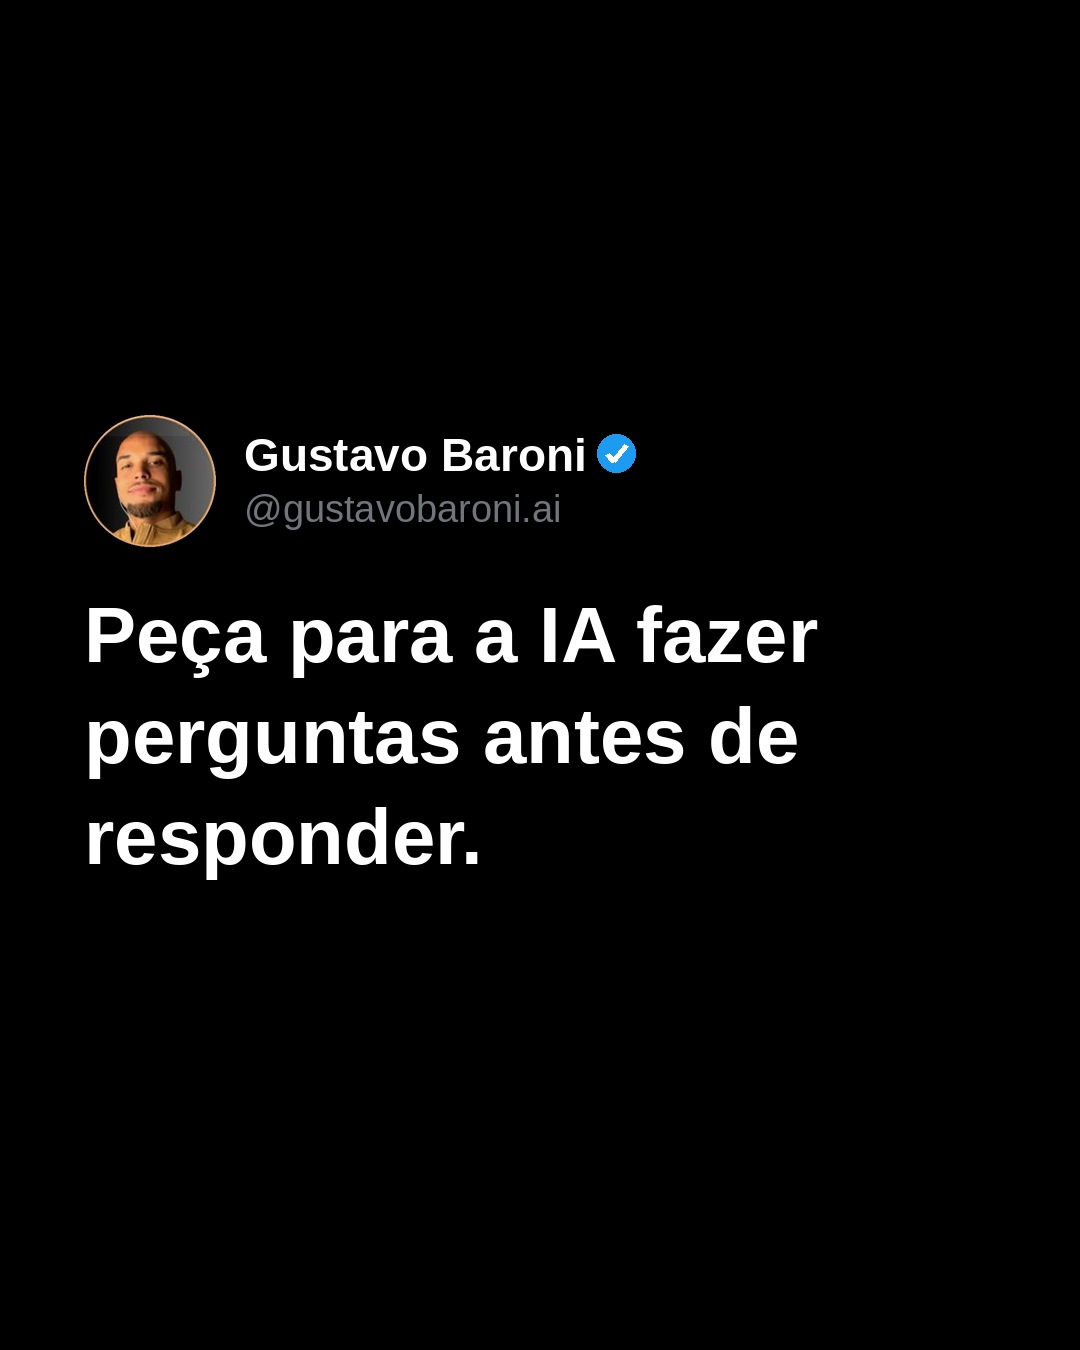 Gustavo Baroni
@gustavobaroni.ai
Peça para a IA fazer
perguntas antes de
responder.